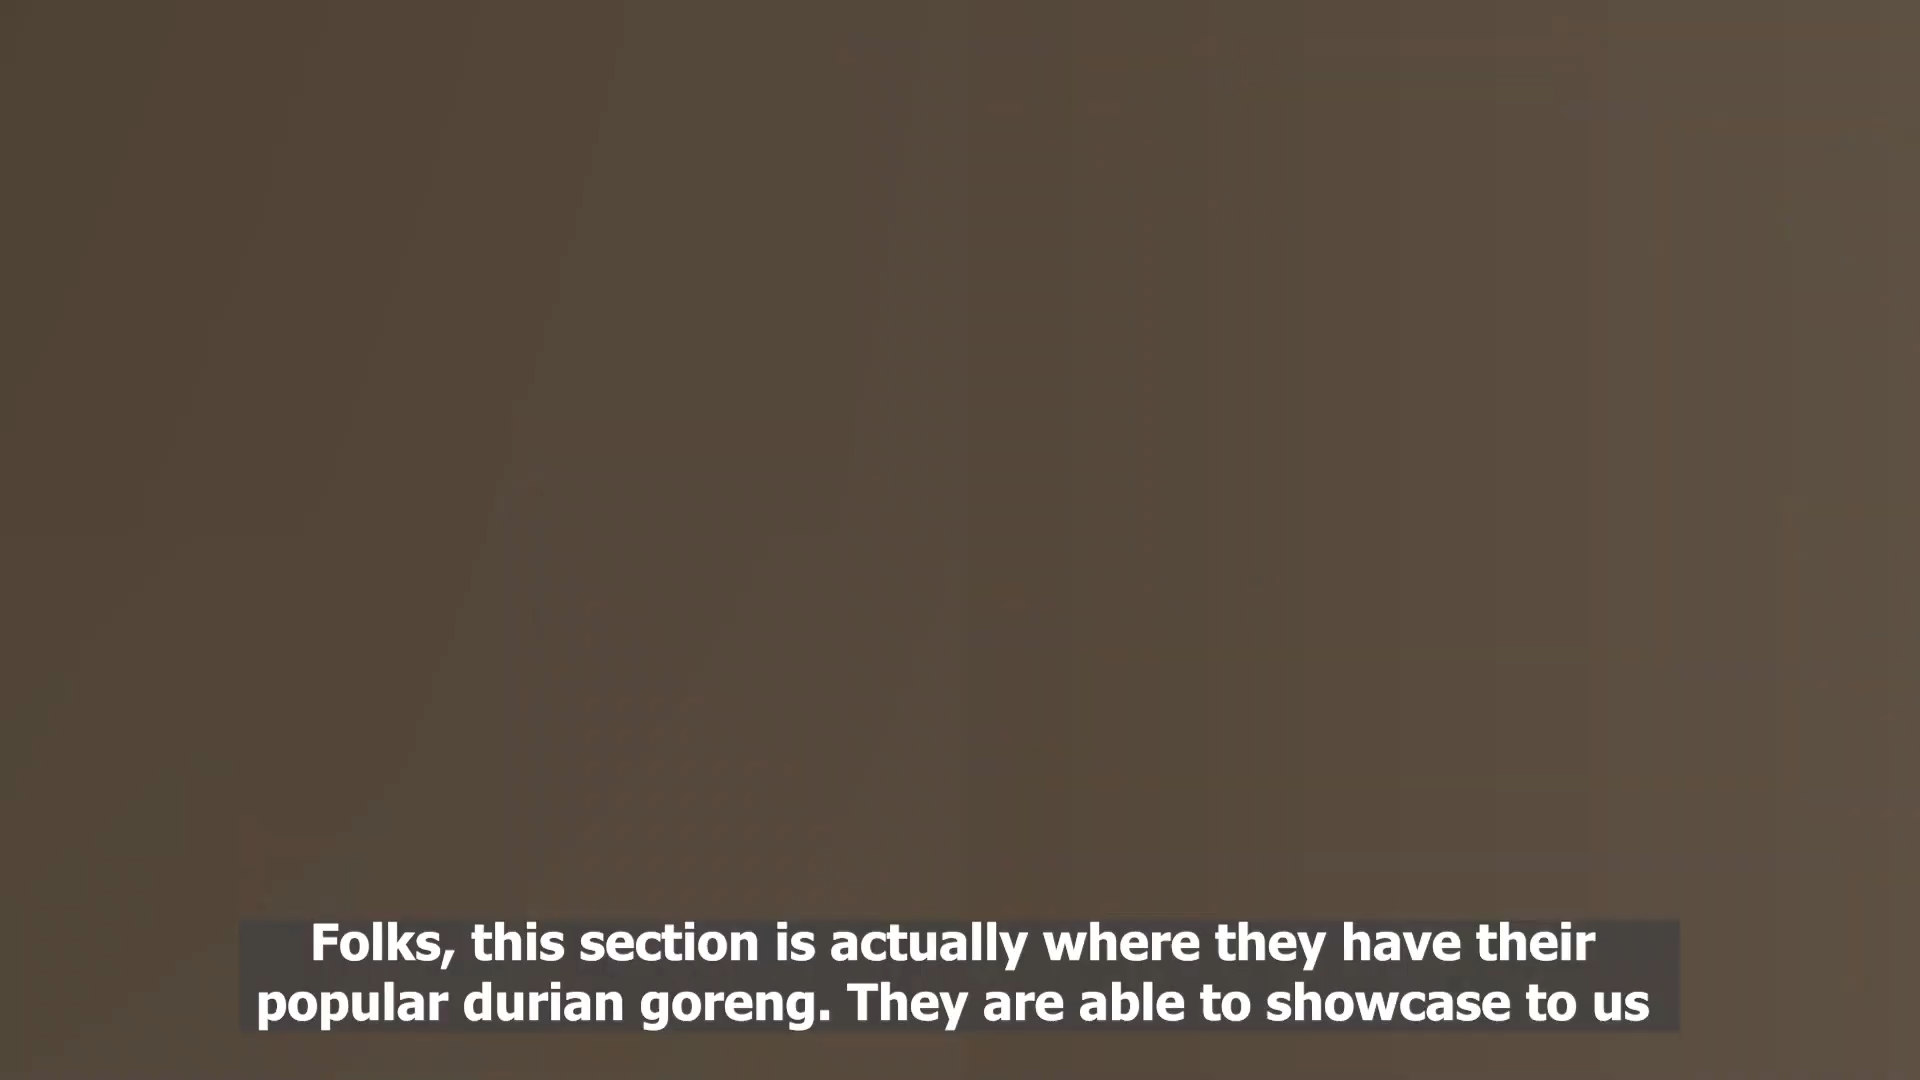 Folks, this section is actually where they have their
popular durian goreng. They are able to showcase to us